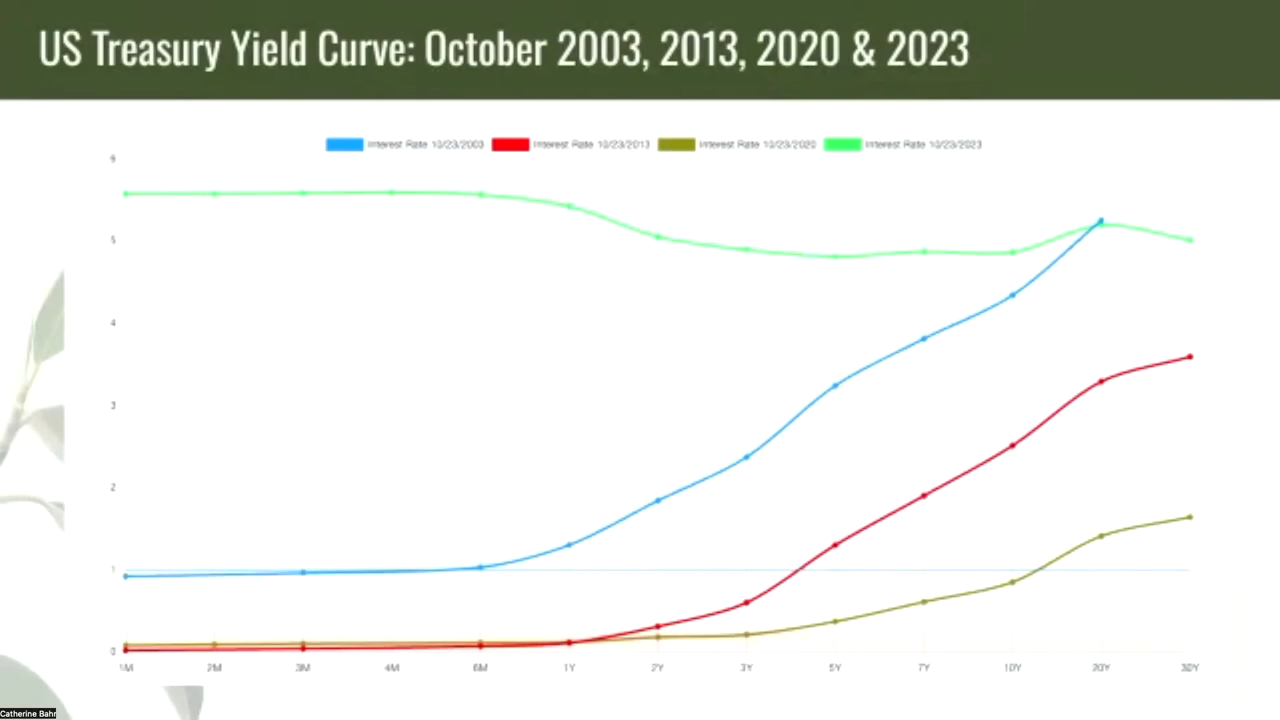 US Treasury Yield Curve: October 2003, 2013, 2020 & 2023
Interest Rate 10/23/2003 Interest Rate 10/23/2013 Interest Rate 10/23/2020 Interest Rate 10/23/2023
6
5
4
3
2
1
0
1M 2M 3M 4M 6M 1Y 2Y 3Y 5Y 7Y 10Y 20Y 30Y
Catherine Bahr